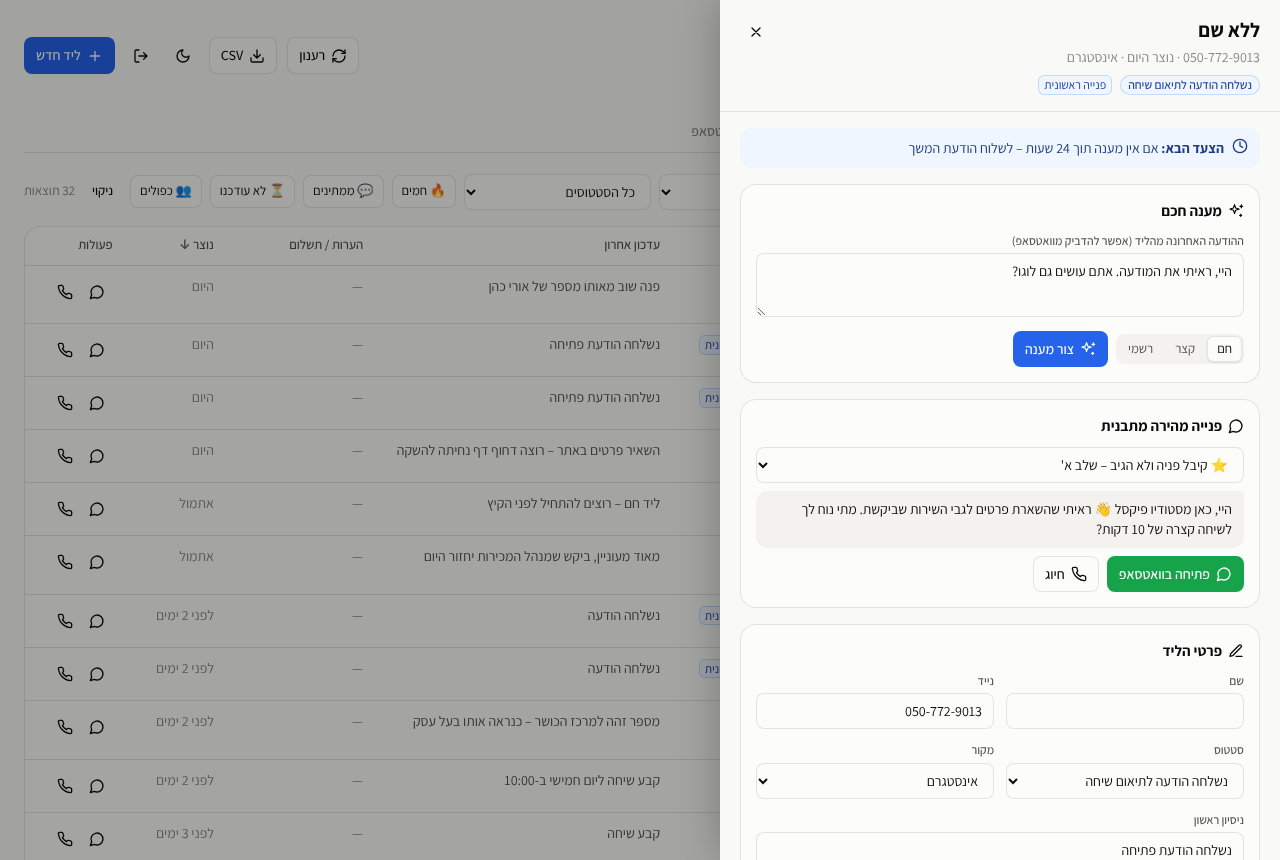 ללא שם
050-772-9013 · נוצר היום · אינסטגרם
נשלחה הודעה לתיאום שיחה
פנייה ראשונית
הצעד הבא: אם אין מענה תוך 24 שעות – לשלוח הודעת המשך
מענה חכם
ההודעה האחרונה מהליד (אפשר להדביק מוואטסאפ)
היי, ראיתי את המודעה. אתם עושים גם לוגו?
חם
קצר
רשמי
צור מענה
פנייה מהירה מתבנית
⭐ קיבל פניה ולא הגיב – שלב א'
היי, כאן מסטודיו פיקסל 👋 ראיתי שהשארת פרטים לגבי השירות שביקשת. מתי נוח לך
לשיחה קצרה של 10 דקות?
פתיחה בוואטסאפ
חיוג
פרטי הליד
שם
נייד
050-772-9013
סטטוס
מקור
נשלחה הודעה לתיאום שיחה
אינסטגרם
ניסיון ראשון
נשלחה הודעת פתיחה
רענון
CSV
ליד חדש
טסאפ
כל הסטטוסים
🔥 חמים
💬 ממתינים
⏳ לא עודכנו
👥 כפולים
ניקוי
32 תוצאות
עדכון אחרון
הערות / תשלום
נוצר ↓
פעולות
פנה שוב מאותו מספר של אורי כהן
—
היום
נית
נשלחה הודעת פתיחה
—
היום
נית
נשלחה הודעת פתיחה
—
היום
השאיר פרטים באתר – רוצה דחוף דף נחיתה להשקה
—
היום
ליד חם – רוצים להתחיל לפני הקיץ
—
אתמול
מאוד מעוניין, ביקש שמנהל המכירות יחזור היום
—
אתמול
נית
נשלחה הודעה
—
לפני 2 ימים
נית
נשלחה הודעה
—
לפני 2 ימים
מספר זהה למרכז הכושר – כנראה אותו בעל עסק
—
לפני 2 ימים
קבע שיחה ליום חמישי ב-10:00
—
לפני 2 ימים
קבע שיחה
—
לפני 3 ימים